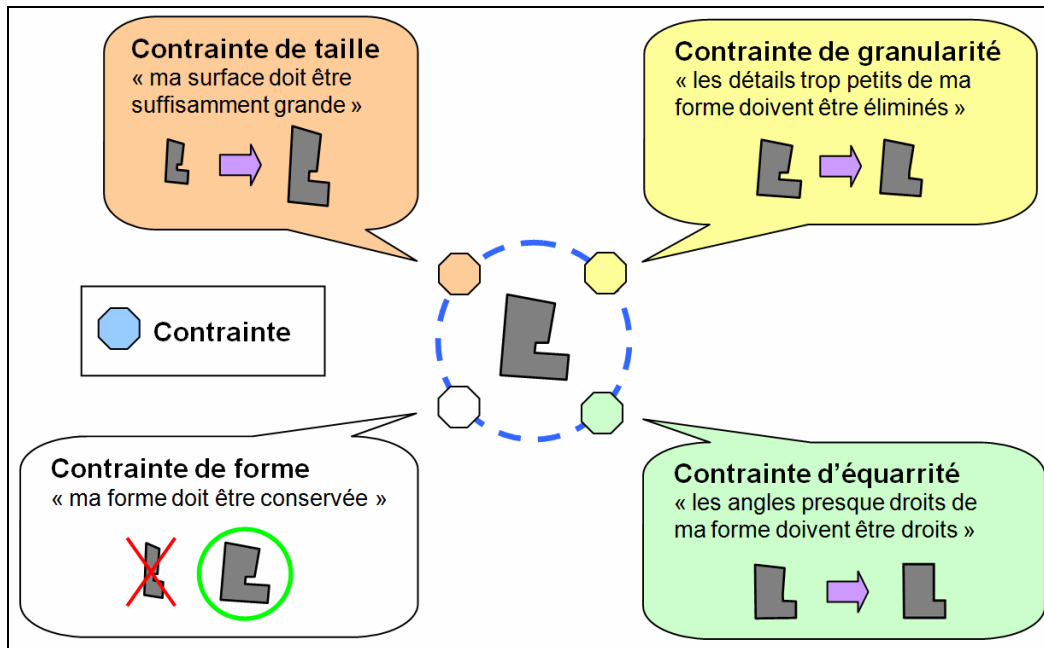 Contrainte de taille
« ma surface doit être
suffisamment grande »
Contrainte de granularité
« les détails trop petits de ma
forme doivent être éliminés »
Contrainte
Contrainte de forme
« ma forme doit être conservée »
Contrainte d’équarrité
« les angles presque droits de
ma forme doivent être droits »